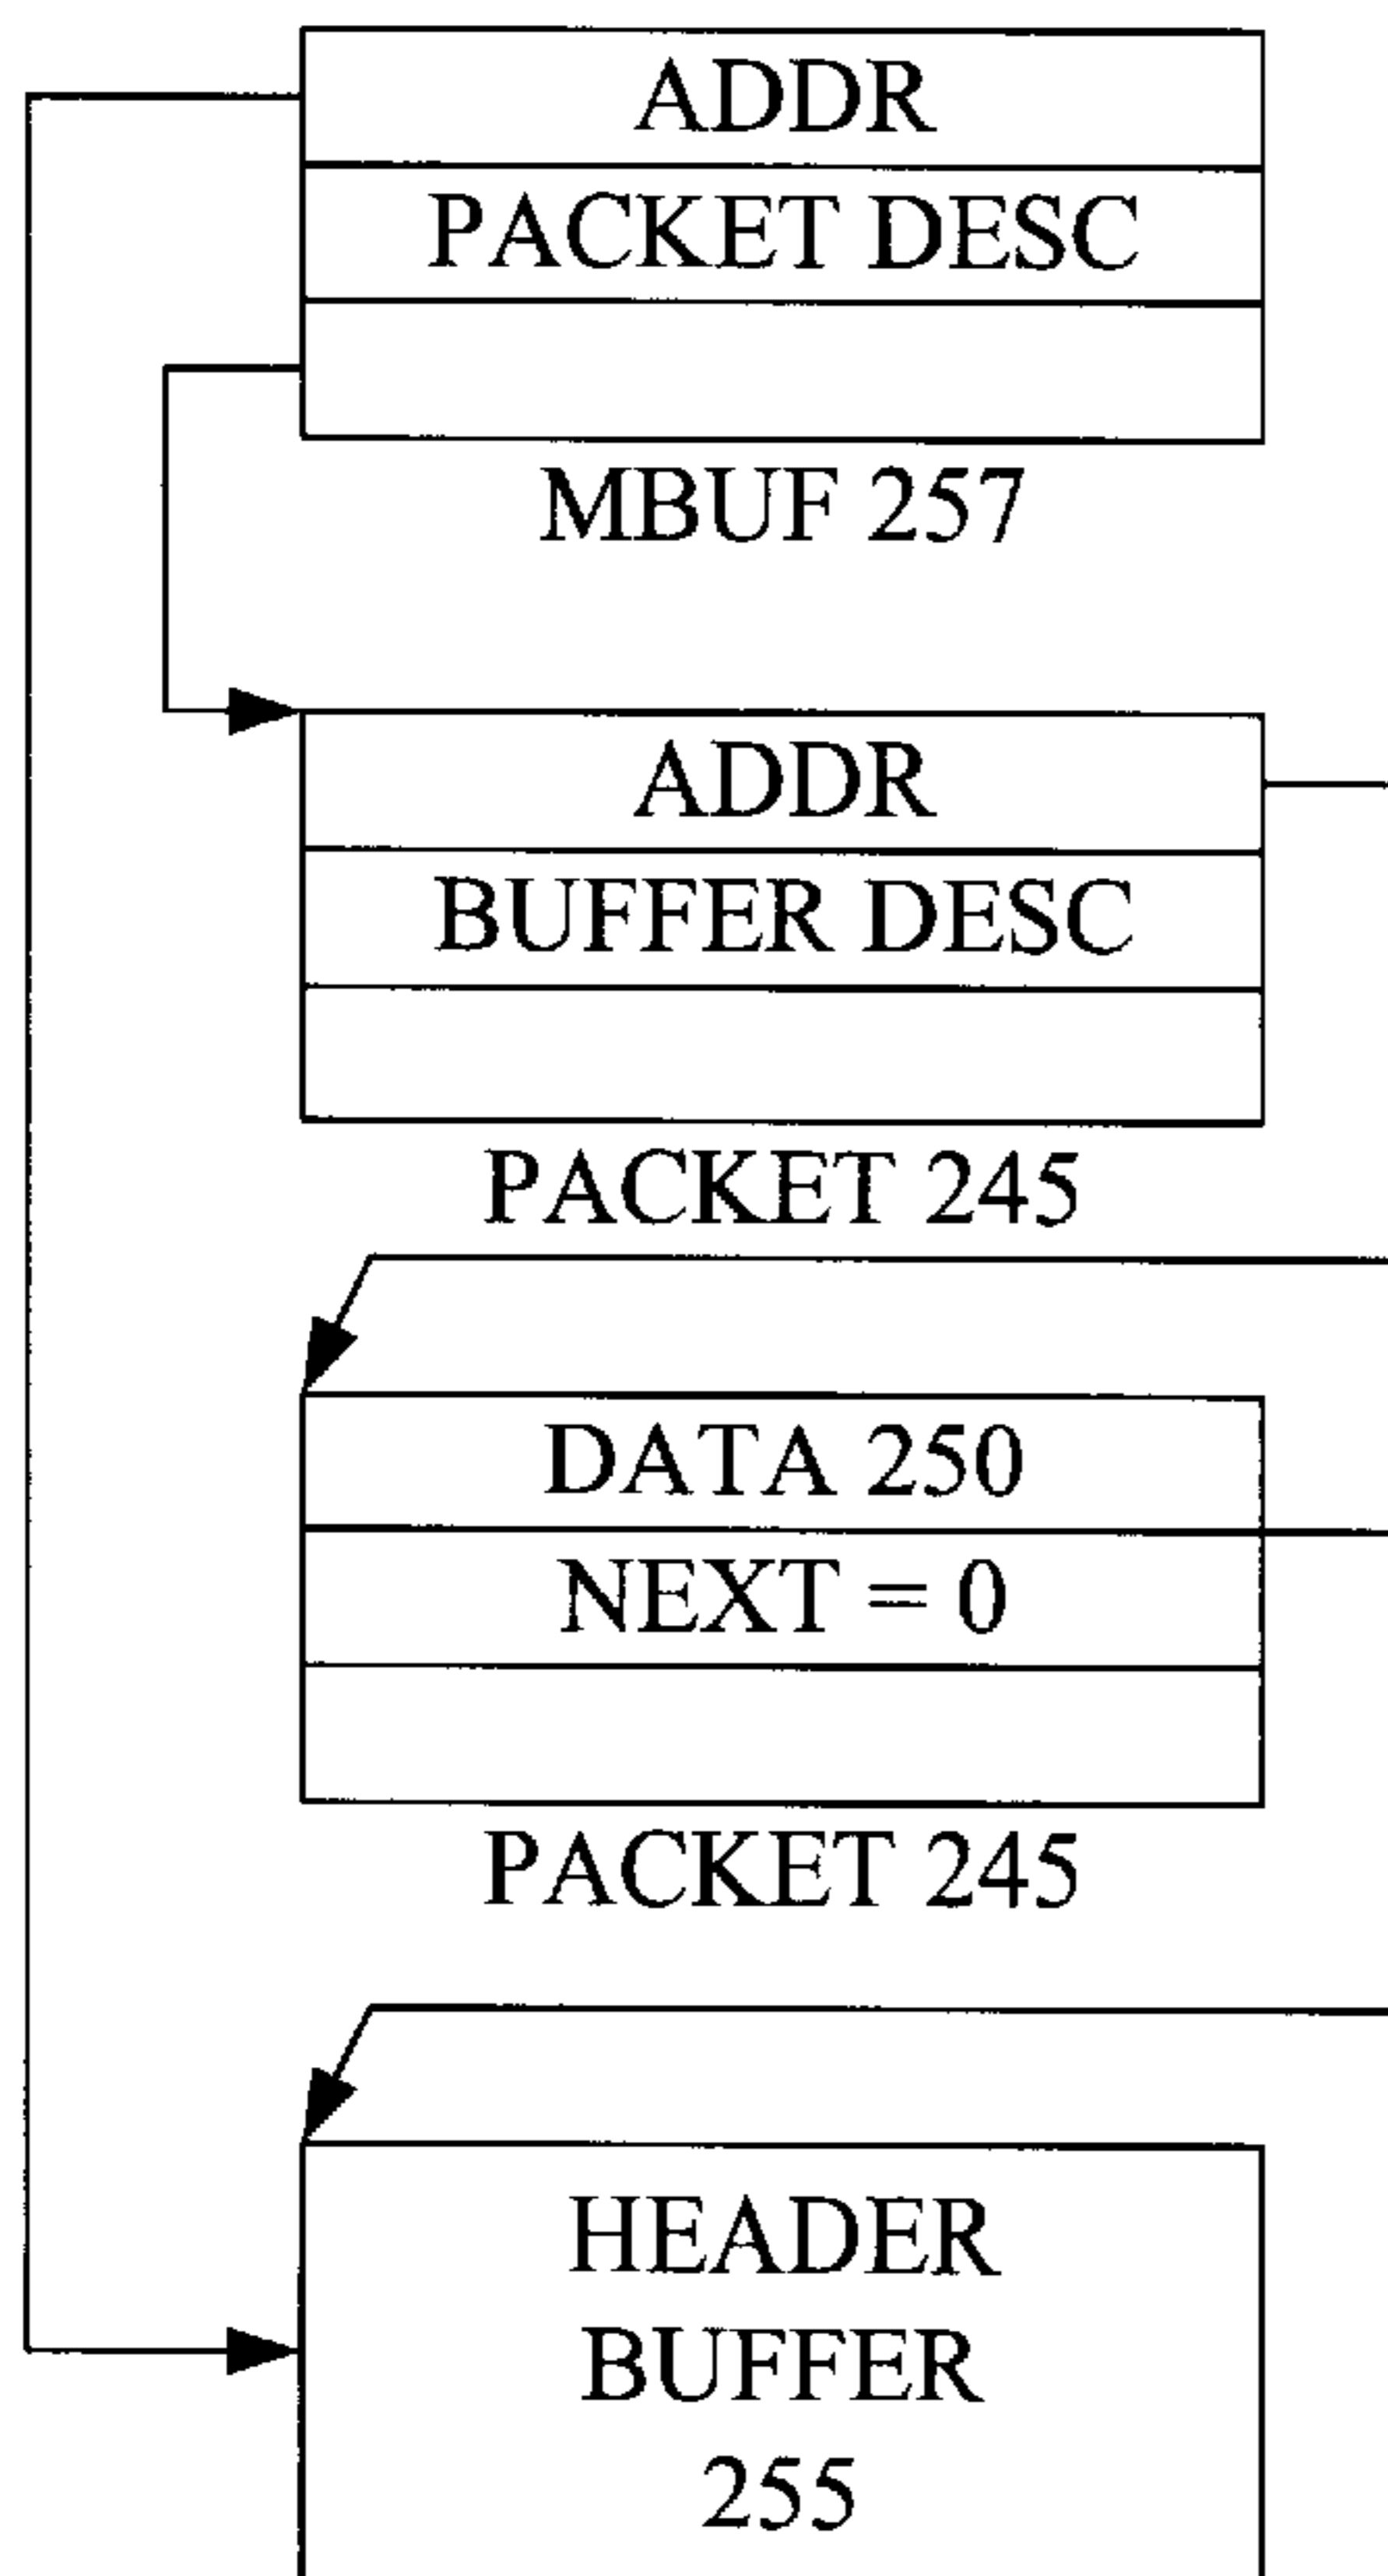 ADDR
PACKET DESC
MBUF 257
ADDR
BUFFER DESC
PACKET 245
DATA 250
NEXT = 0
PACKET 245
HEADER
BUFFER
255